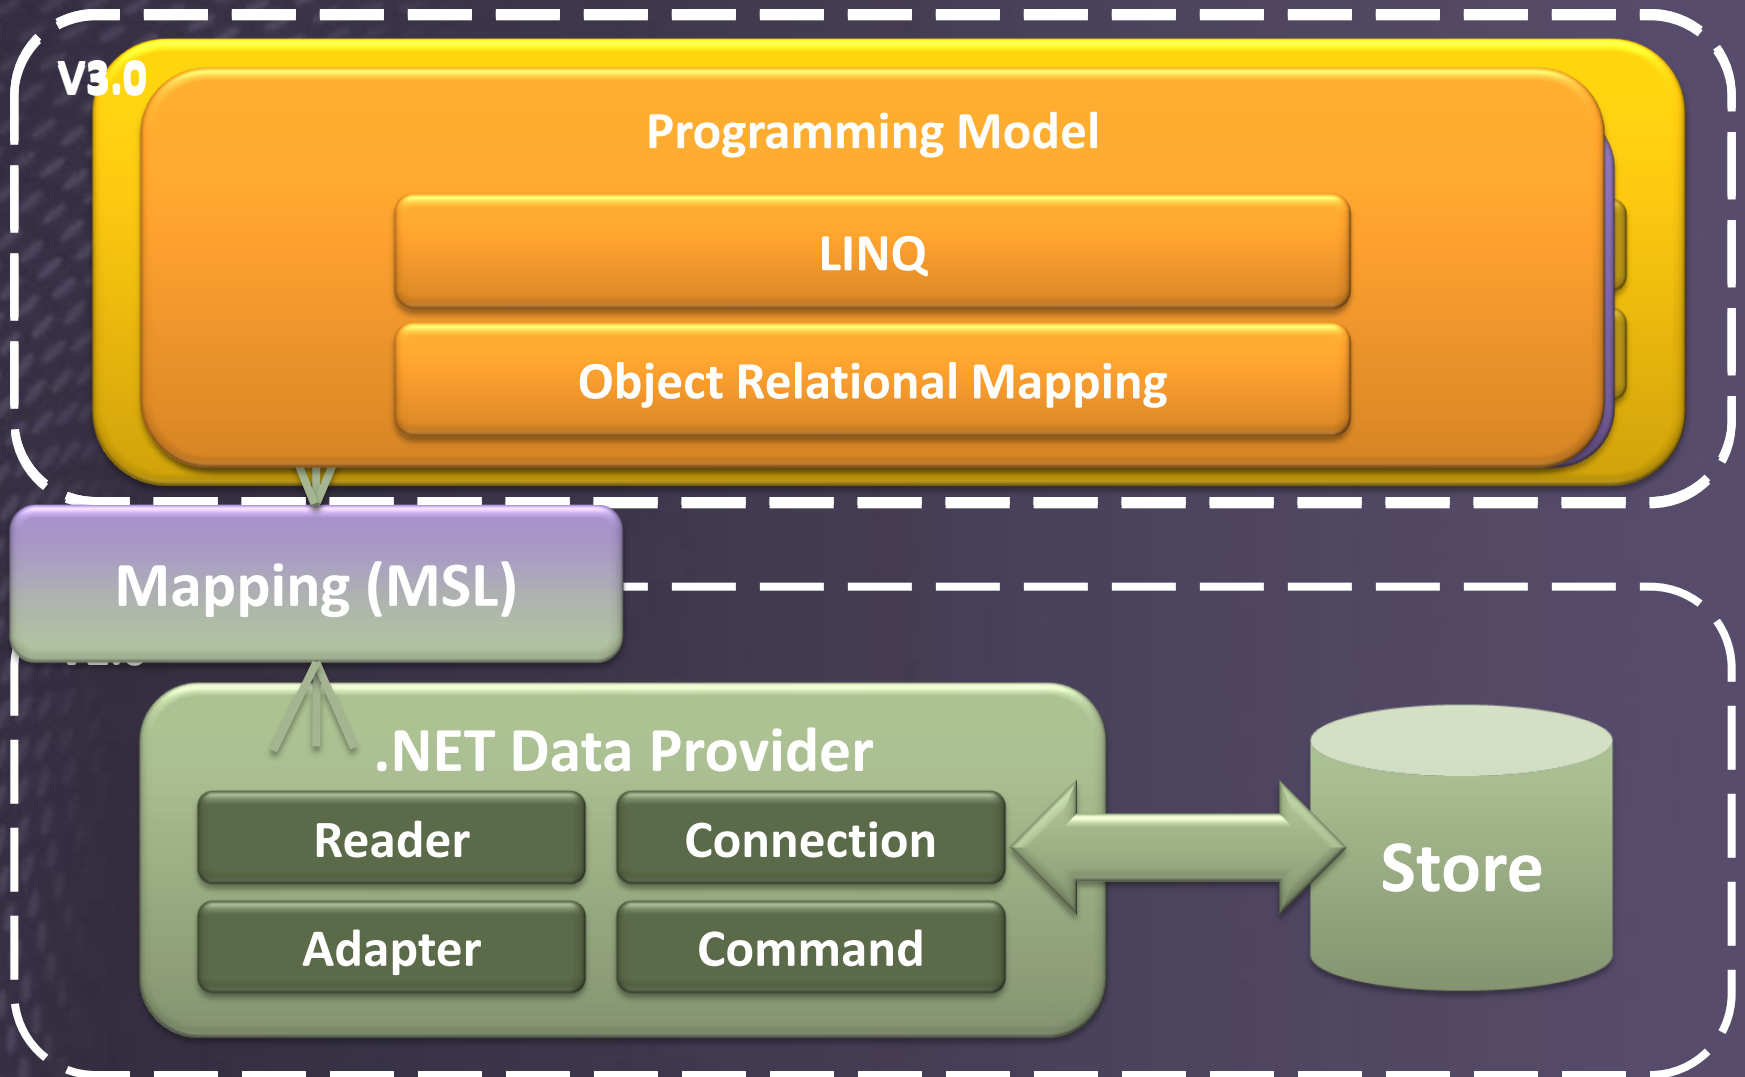 V3.0
Programming Model
LINQ
Object Relational Mapping
Mapping (MSL)
.NET Data Provider
Reader
Connection
Adapter
Command
Store